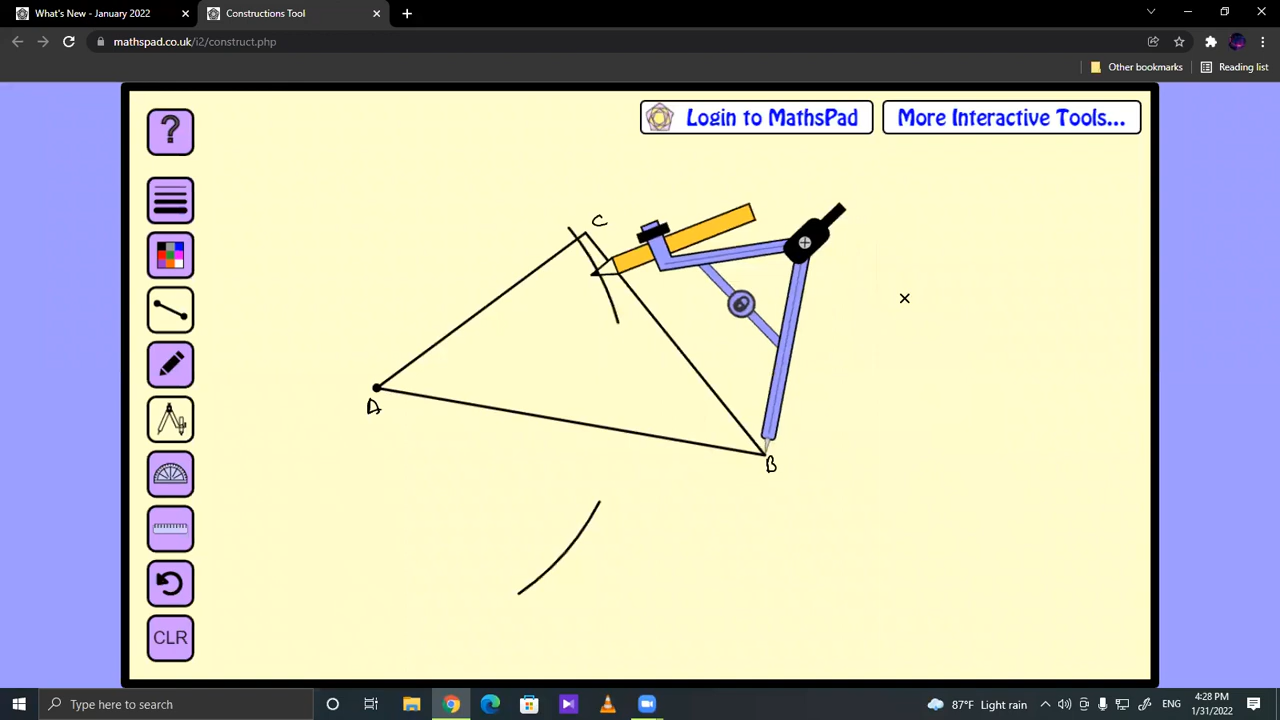 What's New - January 2022
Constructions Tool
mathspad.co.uk/i2/construct.php
Other bookmarks
Reading list
?
Login to MathsPad
More Interactive Tools...
C
A
B
CLR
Type here to search
87°F Light rain
ENG
4:28 PM
1/31/2022